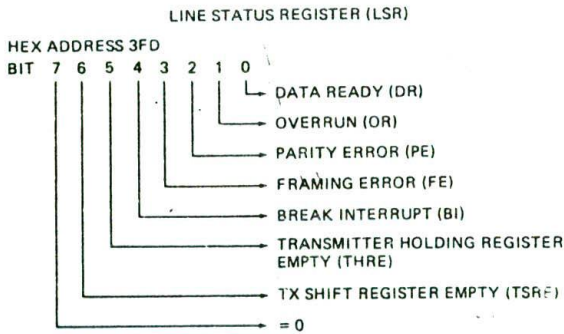 LINE STATUS REGISTER (LSR)
HEX ADDRESS 3FD
BIT 7 6 5 4 3 2 1 0
DATA READY (DR)
OVERRUN (OR)
PARITY ERROR (PE)
FRAMING ERROR (FE)
BREAK INTERRUPT (BI)
TRANSMITTER HOLDING REGISTER
EMPTY (THRE)
TX SHIFT REGISTER EMPTY (TSRE)
= 0